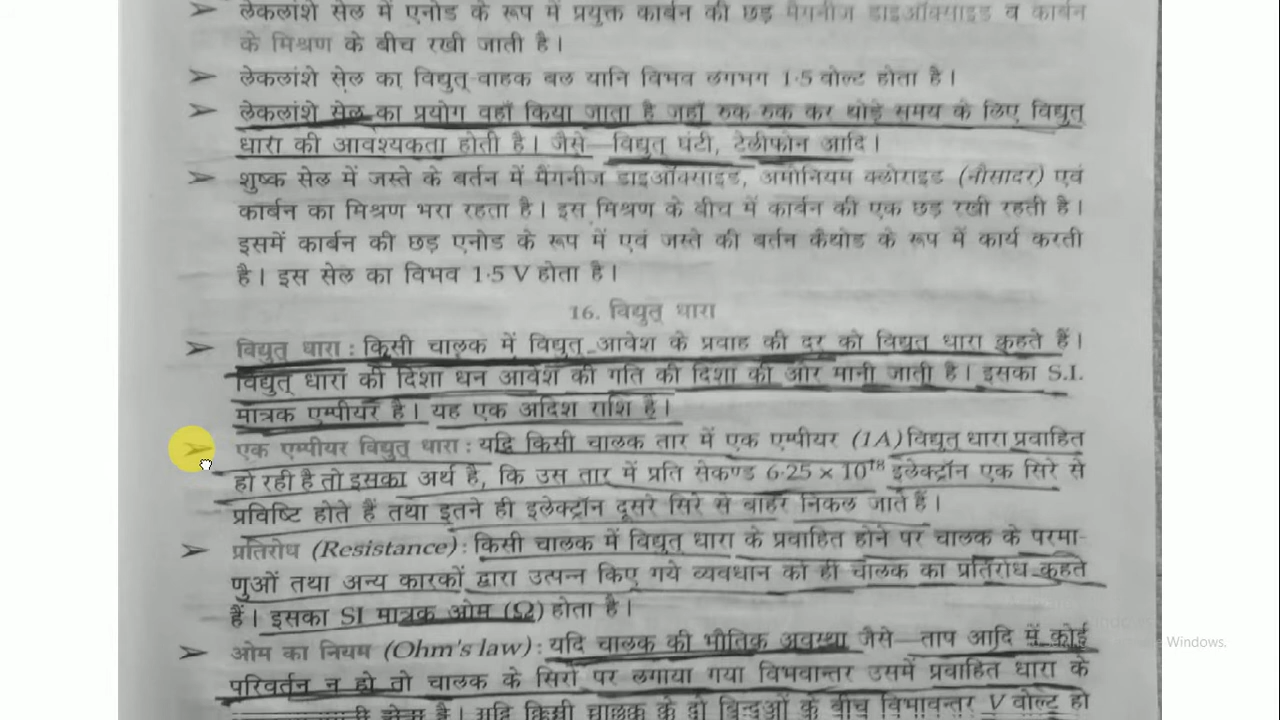 ➤ लेकलांशे सेल में एनोड के रूप में प्रयुक्त कार्बन की छड़ मैंगनीज डाइऑक्साइड व कार्बन
के मिश्रण के बीच रखी जाती है।
➤ लेकलांशे सेल का विद्युत्-वाहक बल यानि विभव लगभग 1·5 वोल्ट होता है।
➤ लेकलांशे सेल का प्रयोग वहाँ किया जाता है जहाँ रुक रुक कर थोड़े समय के लिए विद्युत्
धारा की आवश्यकता होती है। जैसे—विद्युत् घंटी, टेलीफोन आदि।
➤ शुष्क सेल में जस्ते के बर्तन में मैंगनीज डाइऑक्साइड, अमोनियम क्लोराइड (नौसादर) एवं
कार्बन का मिश्रण भरा रहता है। इस मिश्रण के बीच में कार्बन की एक छड़ रखी रहती है।
इसमें कार्बन की छड़ एनोड के रूप में एवं जस्ते की बर्तन कैथोड के रूप में कार्य करती
है। इस सेल का विभव 1·5 V होता है।
16. विद्युत् धारा
➤ विद्युत् धारा : किसी चालक में विद्युत्-आवेश के प्रवाह की दर को विद्युत् धारा कहते हैं।
विद्युत् धारा की दिशा धन आवेश की गति की दिशा की ओर मानी जाती है। इसका S.I.
मात्रक एम्पीयर है। यह एक अदिश राशि है।
➤ एक एम्पीयर विद्युत् धारा : यदि किसी चालक तार में एक एम्पीयर (1A) विद्युत् धारा प्रवाहित
हो रही है तो इसका अर्थ है, कि उस तार में प्रति सेकण्ड 6·25 × 10¹⁸ इलेक्ट्रॉन एक सिरे से
प्रविष्टि होते हैं तथा इतने ही इलेक्ट्रॉन दूसरे सिरे से बाहर निकल जाते हैं।
➤ प्रतिरोध (Resistance) : किसी चालक में विद्युत् धारा के प्रवाहित होने पर चालक के परमा-
णुओं तथा अन्य कारकों द्वारा उत्पन्न किए गये व्यवधान को ही चालक का प्रतिरोध कहते
हैं। इसका SI मात्रक ओम (Ω) होता है।
➤ ओम का नियम (Ohm's law) : यदि चालक की भौतिक अवस्था जैसे—ताप आदि में कोई
परिवर्तन न हो तो चालक के सिरों पर लगाया गया विभवान्तर उसमें प्रवाहित धारा के
होता है। यदि किसी चालक के दो बिन्दुओं के बीच विभवान्तर V वोल्ट हो
Windows.